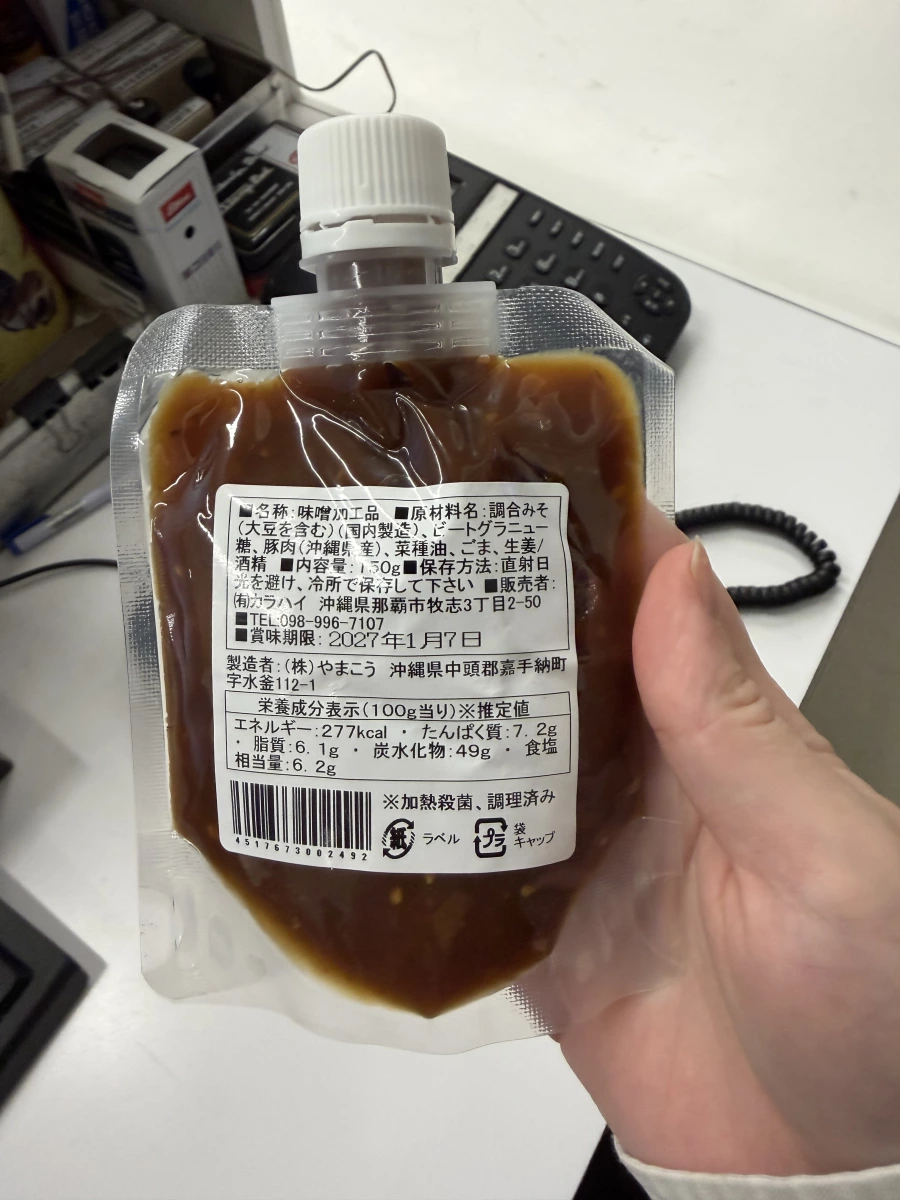 ■名称:味噌加工品 ■原材料名:調合みそ
(大豆を含む)(国内製造)、ビートグラニュー
糖、豚肉(沖縄県産)、菜種油、ごま、生姜/
酒精 ■内容量:150g■保存方法:直射日
光を避け、冷所で保存して下さい ■販売者:
(有)カラハイ 沖縄県那覇市牧志3丁目2-50
■TEL:098-996-7107
■賞味期限:2027年1月7日
製造者:(株)やまこう 沖縄県中頭郡嘉手納町
字水釜112-1
栄養成分表示(100g当り)※推定値
エネルギー:277kcal ・ たんぱく質:7.2g
・ 脂質:6.1g ・ 炭水化物:49g ・ 食塩
相当量:6.2g
※加熱殺菌、調理済み
4517673002492
紙 ラベル プラ 袋
キャップ